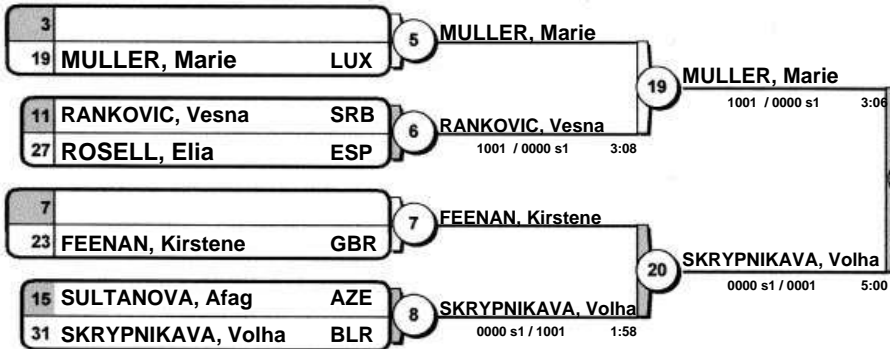 3
19 MULLER, Marie LUX
5
MULLER, Marie
11 RANKOVIC, Vesna SRB
27 ROSELL, Elia ESP
6
RANKOVIC, Vesna
1001 / 0000 s1 3:08
19
MULLER, Marie
1001 / 0000 s1 3:06
7
23 FEENAN, Kirstene GBR
7
FEENAN, Kirstene
15 SULTANOVA, Afag AZE
31 SKRYPNIKAVA, Volha BLR
8
SKRYPNIKAVA, Volha
0000 s1 / 1001 1:58
20
SKRYPNIKAVA, Volha
0000 s1 / 0001 5:00